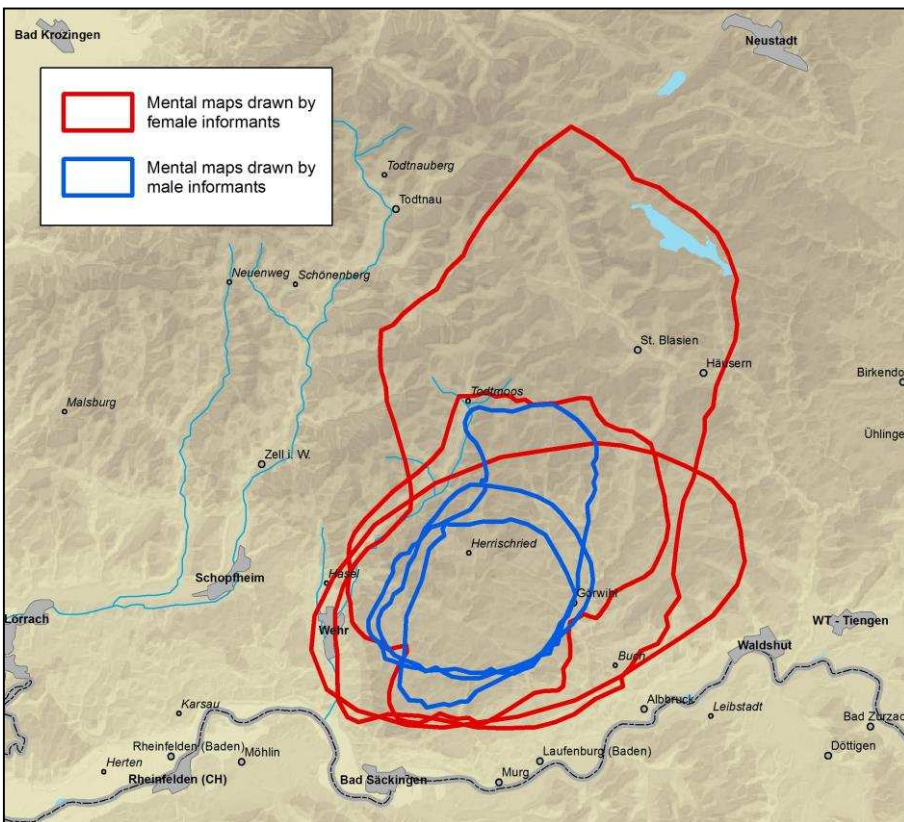 Bad Krozingen
Neustadt
Mental maps drawn by
female informants
Mental maps drawn by
male informants
Todtnauberg
Todtnau
Neuenweg
Schönenberg
St. Blasien
Häusern
Birkendo
Malsburg
Todtmoos
Ühlinge
Zell i. W.
Herrischried
Schopfheim
Hasel
Görwihl
Lörrach
Wehr
WT - Tiengen
Waldshut
Buch
Karsau
Albbruck
Leibstadt
Bad Zurzac
Rheinfelden (Baden)
Möhlin
Laufenburg (Baden)
Döttigen
Herten
Rheinfelden (CH)
Bad Säckingen
Murg